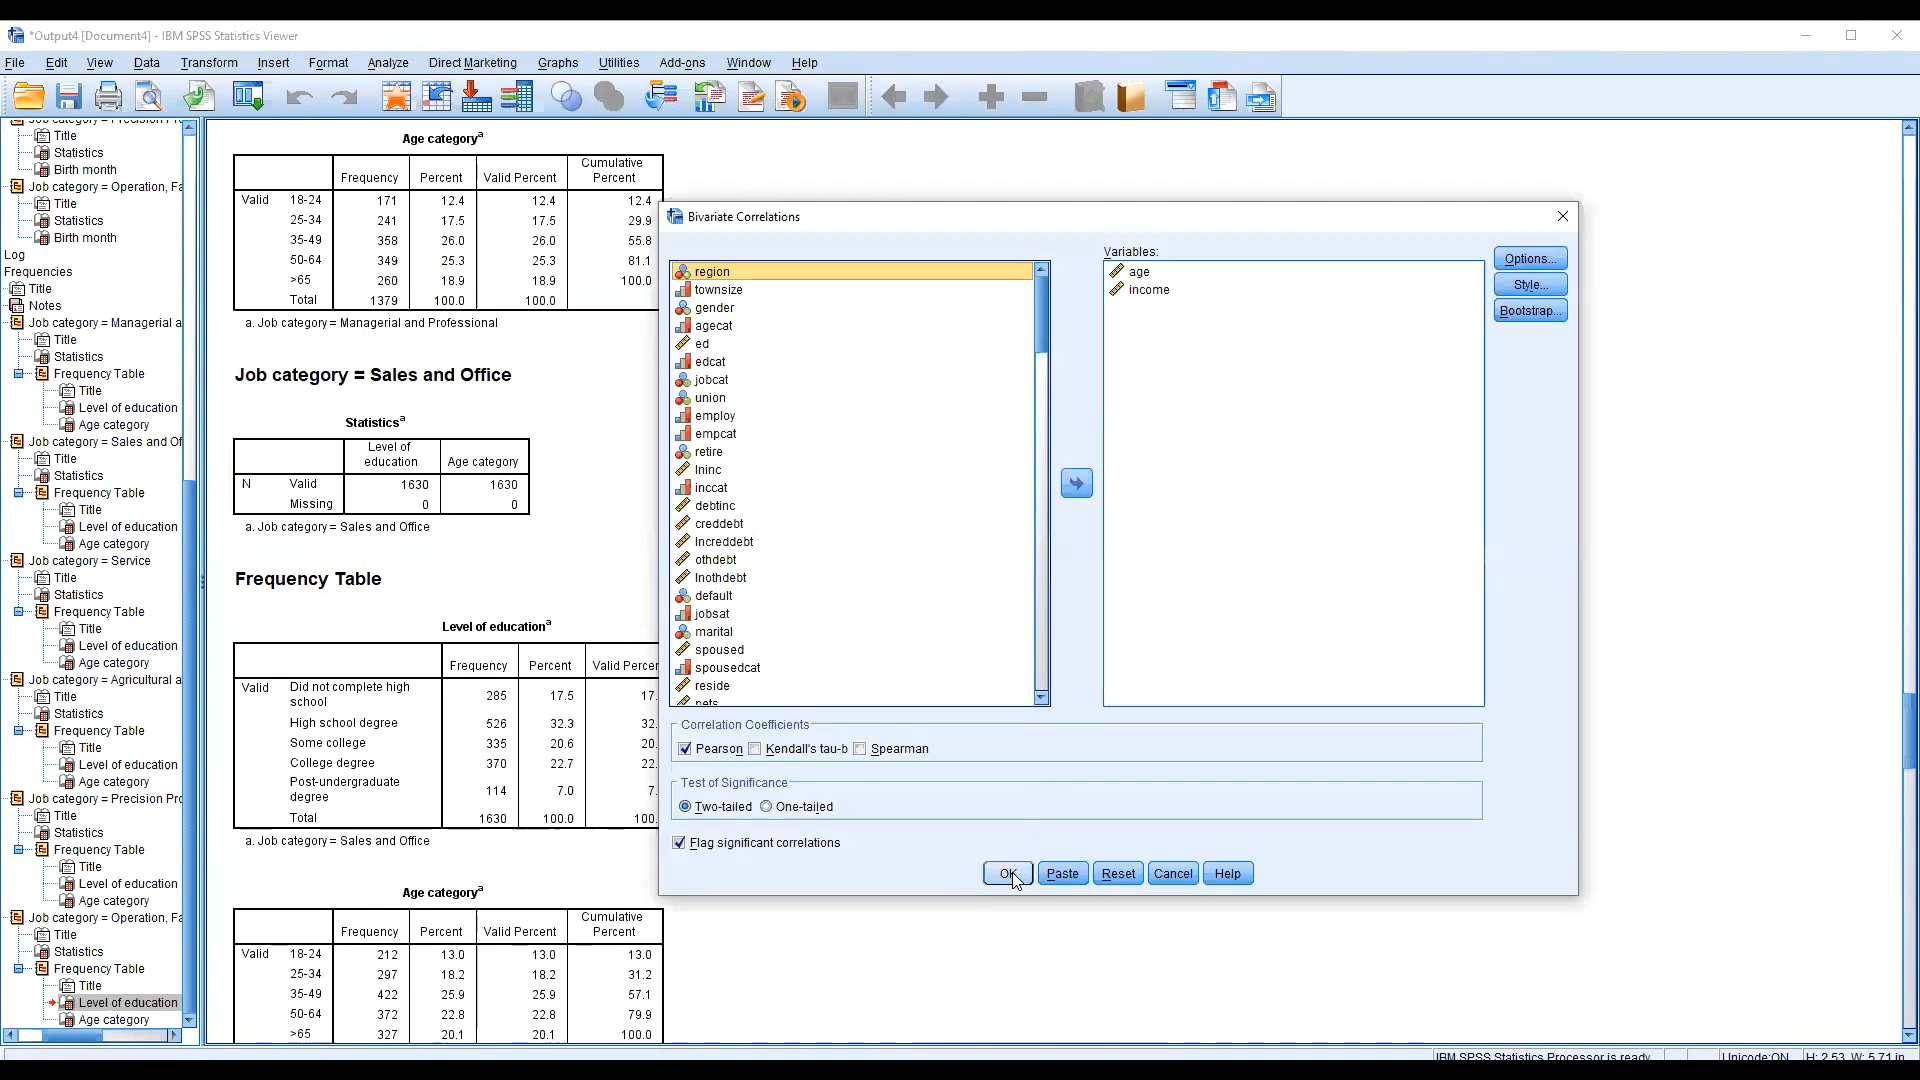 *Output4 [Document4] - IBM SPSS Statistics Viewer
File Edit View Data Transform Insert Format Analyze Direct Marketing Graphs Utilities Add-ons Window Help
Title
Statistics
Birth month
Job category = Operation, Fa
Title
Statistics
Birth month
Log
Frequencies
Title
Notes
Job category = Managerial a
Title
Statistics
Frequency Table
Title
Level of education
Age category
Job category = Sales and Of
Title
Statistics
Frequency Table
Title
Level of education
Age category
Job category = Service
Title
Statistics
Frequency Table
Title
Level of education
Age category
Job category = Agricultural a
Title
Statistics
Frequency Table
Title
Level of education
Age category
Job category = Precision Pro
Title
Statistics
Frequency Table
Title
Level of education
Age category
Job category = Operation, Fa
Title
Statistics
Frequency Table
Title
Level of education
Age category
Age categorya
Frequency Percent Valid Percent Cumulative Percent
Valid 18-24 171 12.4 12.4 12.4
25-34 241 17.5 17.5 29.9
35-49 358 26.0 26.0 55.8
50-64 349 25.3 25.3 81.1
>65 260 18.9 18.9 100.0
Total 1379 100.0 100.0
a. Job category = Managerial and Professional
Job category = Sales and Office
Statisticsa
Level of education Age category
N Valid 1630 1630
Missing 0 0
a. Job category = Sales and Office
Frequency Table
Level of educationa
Frequency Percent Valid Percer
Valid Did not complete high school 285 17.5 17.
High school degree 526 32.3 32.
Some college 335 20.6 20.
College degree 370 22.7 22.
Post-undergraduate degree 114 7.0 7.
Total 1630 100.0 100.
a. Job category = Sales and Office
Age categorya
Frequency Percent Valid Percent Cumulative Percent
Valid 18-24 212 13.0 13.0 13.0
25-34 297 18.2 18.2 31.2
35-49 422 25.9 25.9 57.1
50-64 372 22.8 22.8 79.9
>65 327 20.1 20.1 100.0
Bivariate Correlations
region
townsize
gender
agecat
ed
edcat
jobcat
union
employ
empcat
retire
lninc
inccat
debtinc
creddebt
lncreddebt
othdebt
lnothdebt
default
jobsat
marital
spoused
spousedcat
reside
pets
Variables:
age
income
Options...
Style...
Bootstrap...
Correlation Coefficients
Pearson Kendall's tau-b Spearman
Test of Significance
Two-tailed One-tailed
Flag significant correlations
OK Paste Reset Cancel Help
IBM SPSS Statistics Processor is ready Unicode:ON H: 2.53, W: 5.71 in